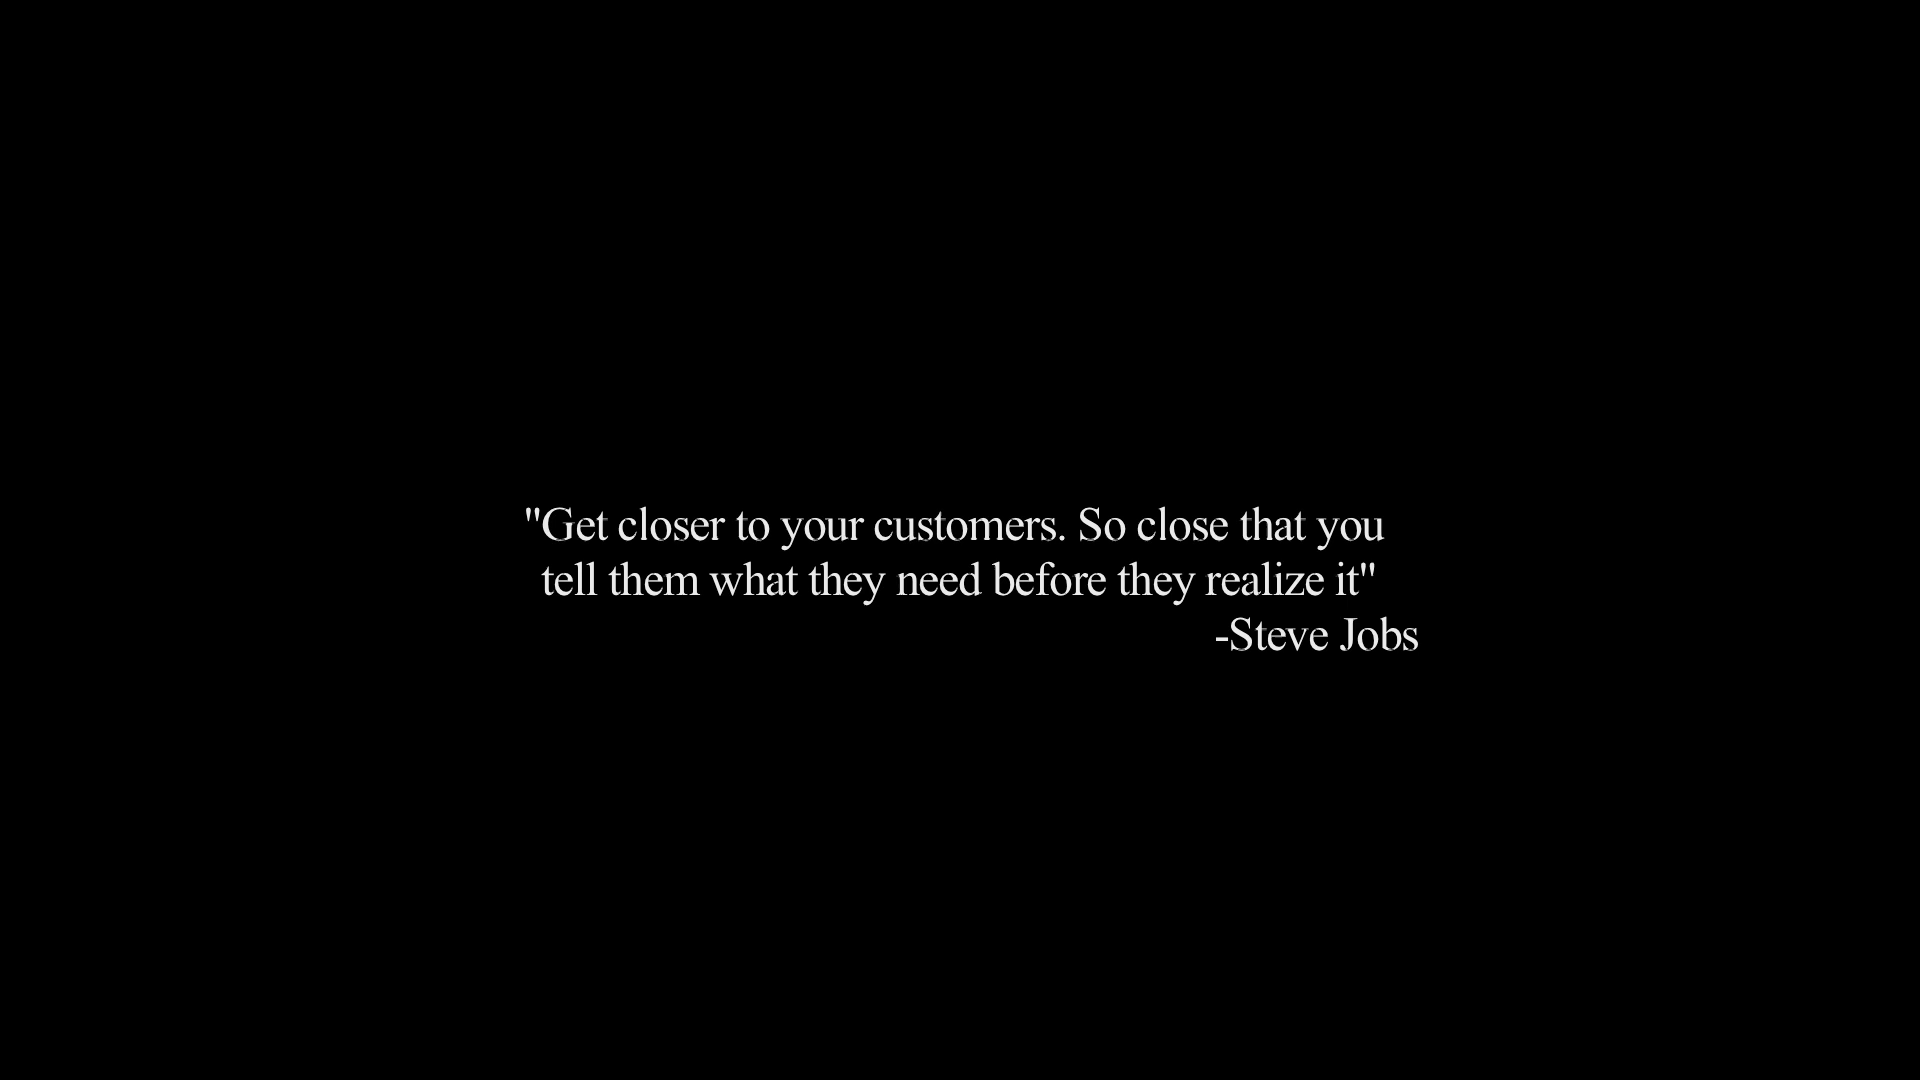 "Get closer to your customers. So close that you
tell them what they need before they realize it"
-Steve Jobs